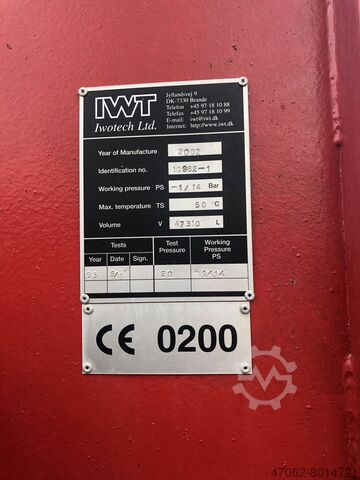 IWT
Iwotech Ltd.
Jyllandsvej 9
DK-7330 Brande
Telefon +45 97 18 10 88
Telefax +45 97 18 10 99
E-mail: iwt@iwt.dk
Internet: http://www.iwt.dk
Year of Manufacture 2002
Identification no. 10982-1
Working pressure PS -1/14 Bar
Max. temperature TS 50 °C
Volume V 47310 L
Tests Test Pressure Working Pressure PS
Year Date Sign.
20 -1/14
CE 0200
47062-8014721